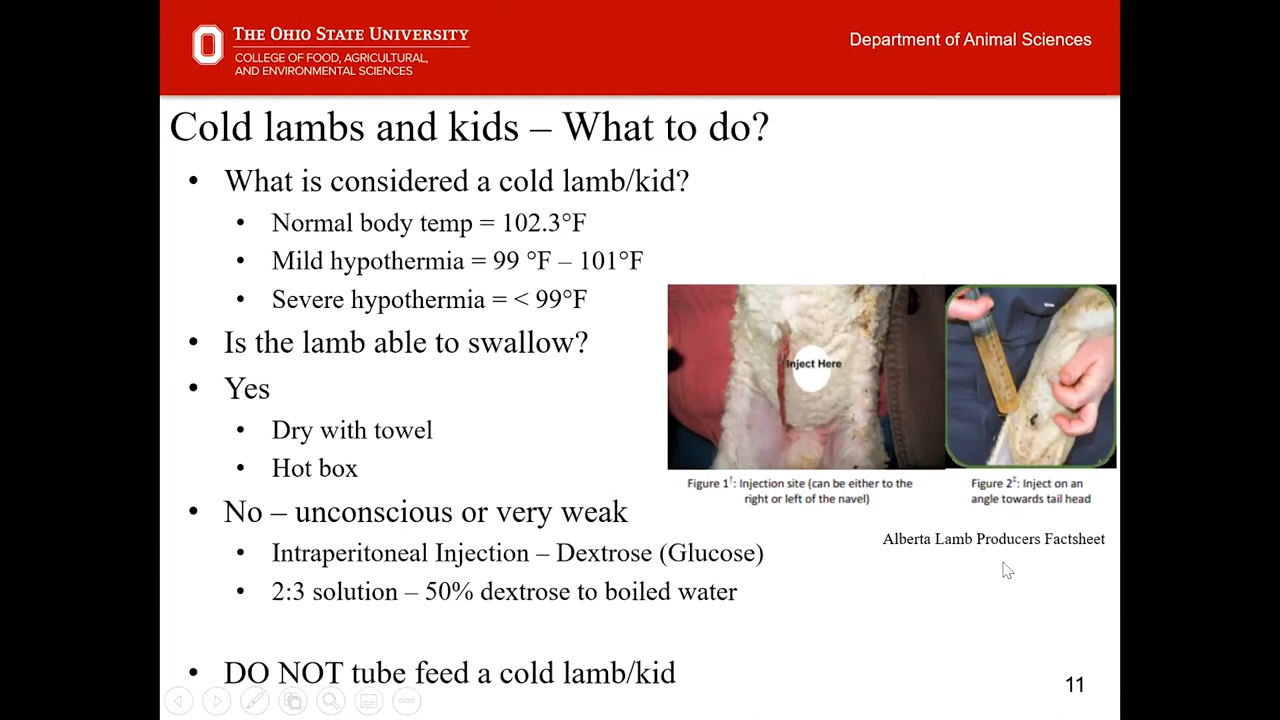 THE OHIO STATE UNIVERSITY
COLLEGE OF FOOD, AGRICULTURAL,
AND ENVIRONMENTAL SCIENCES
Department of Animal Sciences
Cold lambs and kids – What to do?
• What is considered a cold lamb/kid?
• Normal body temp = 102.3°F
• Mild hypothermia = 99 °F – 101°F
• Severe hypothermia = < 99°F
• Is the lamb able to swallow?
• Yes
• Dry with towel
• Hot box
• No – unconscious or very weak
• Intraperitoneal Injection – Dextrose (Glucose)
• 2:3 solution – 50% dextrose to boiled water
• DO NOT tube feed a cold lamb/kid
Inject Here
Figure 1†: Injection site (can be either to the
right or left of the navel)
Figure 2‡: Inject on an
angle towards tail head
Alberta Lamb Producers Factsheet
11